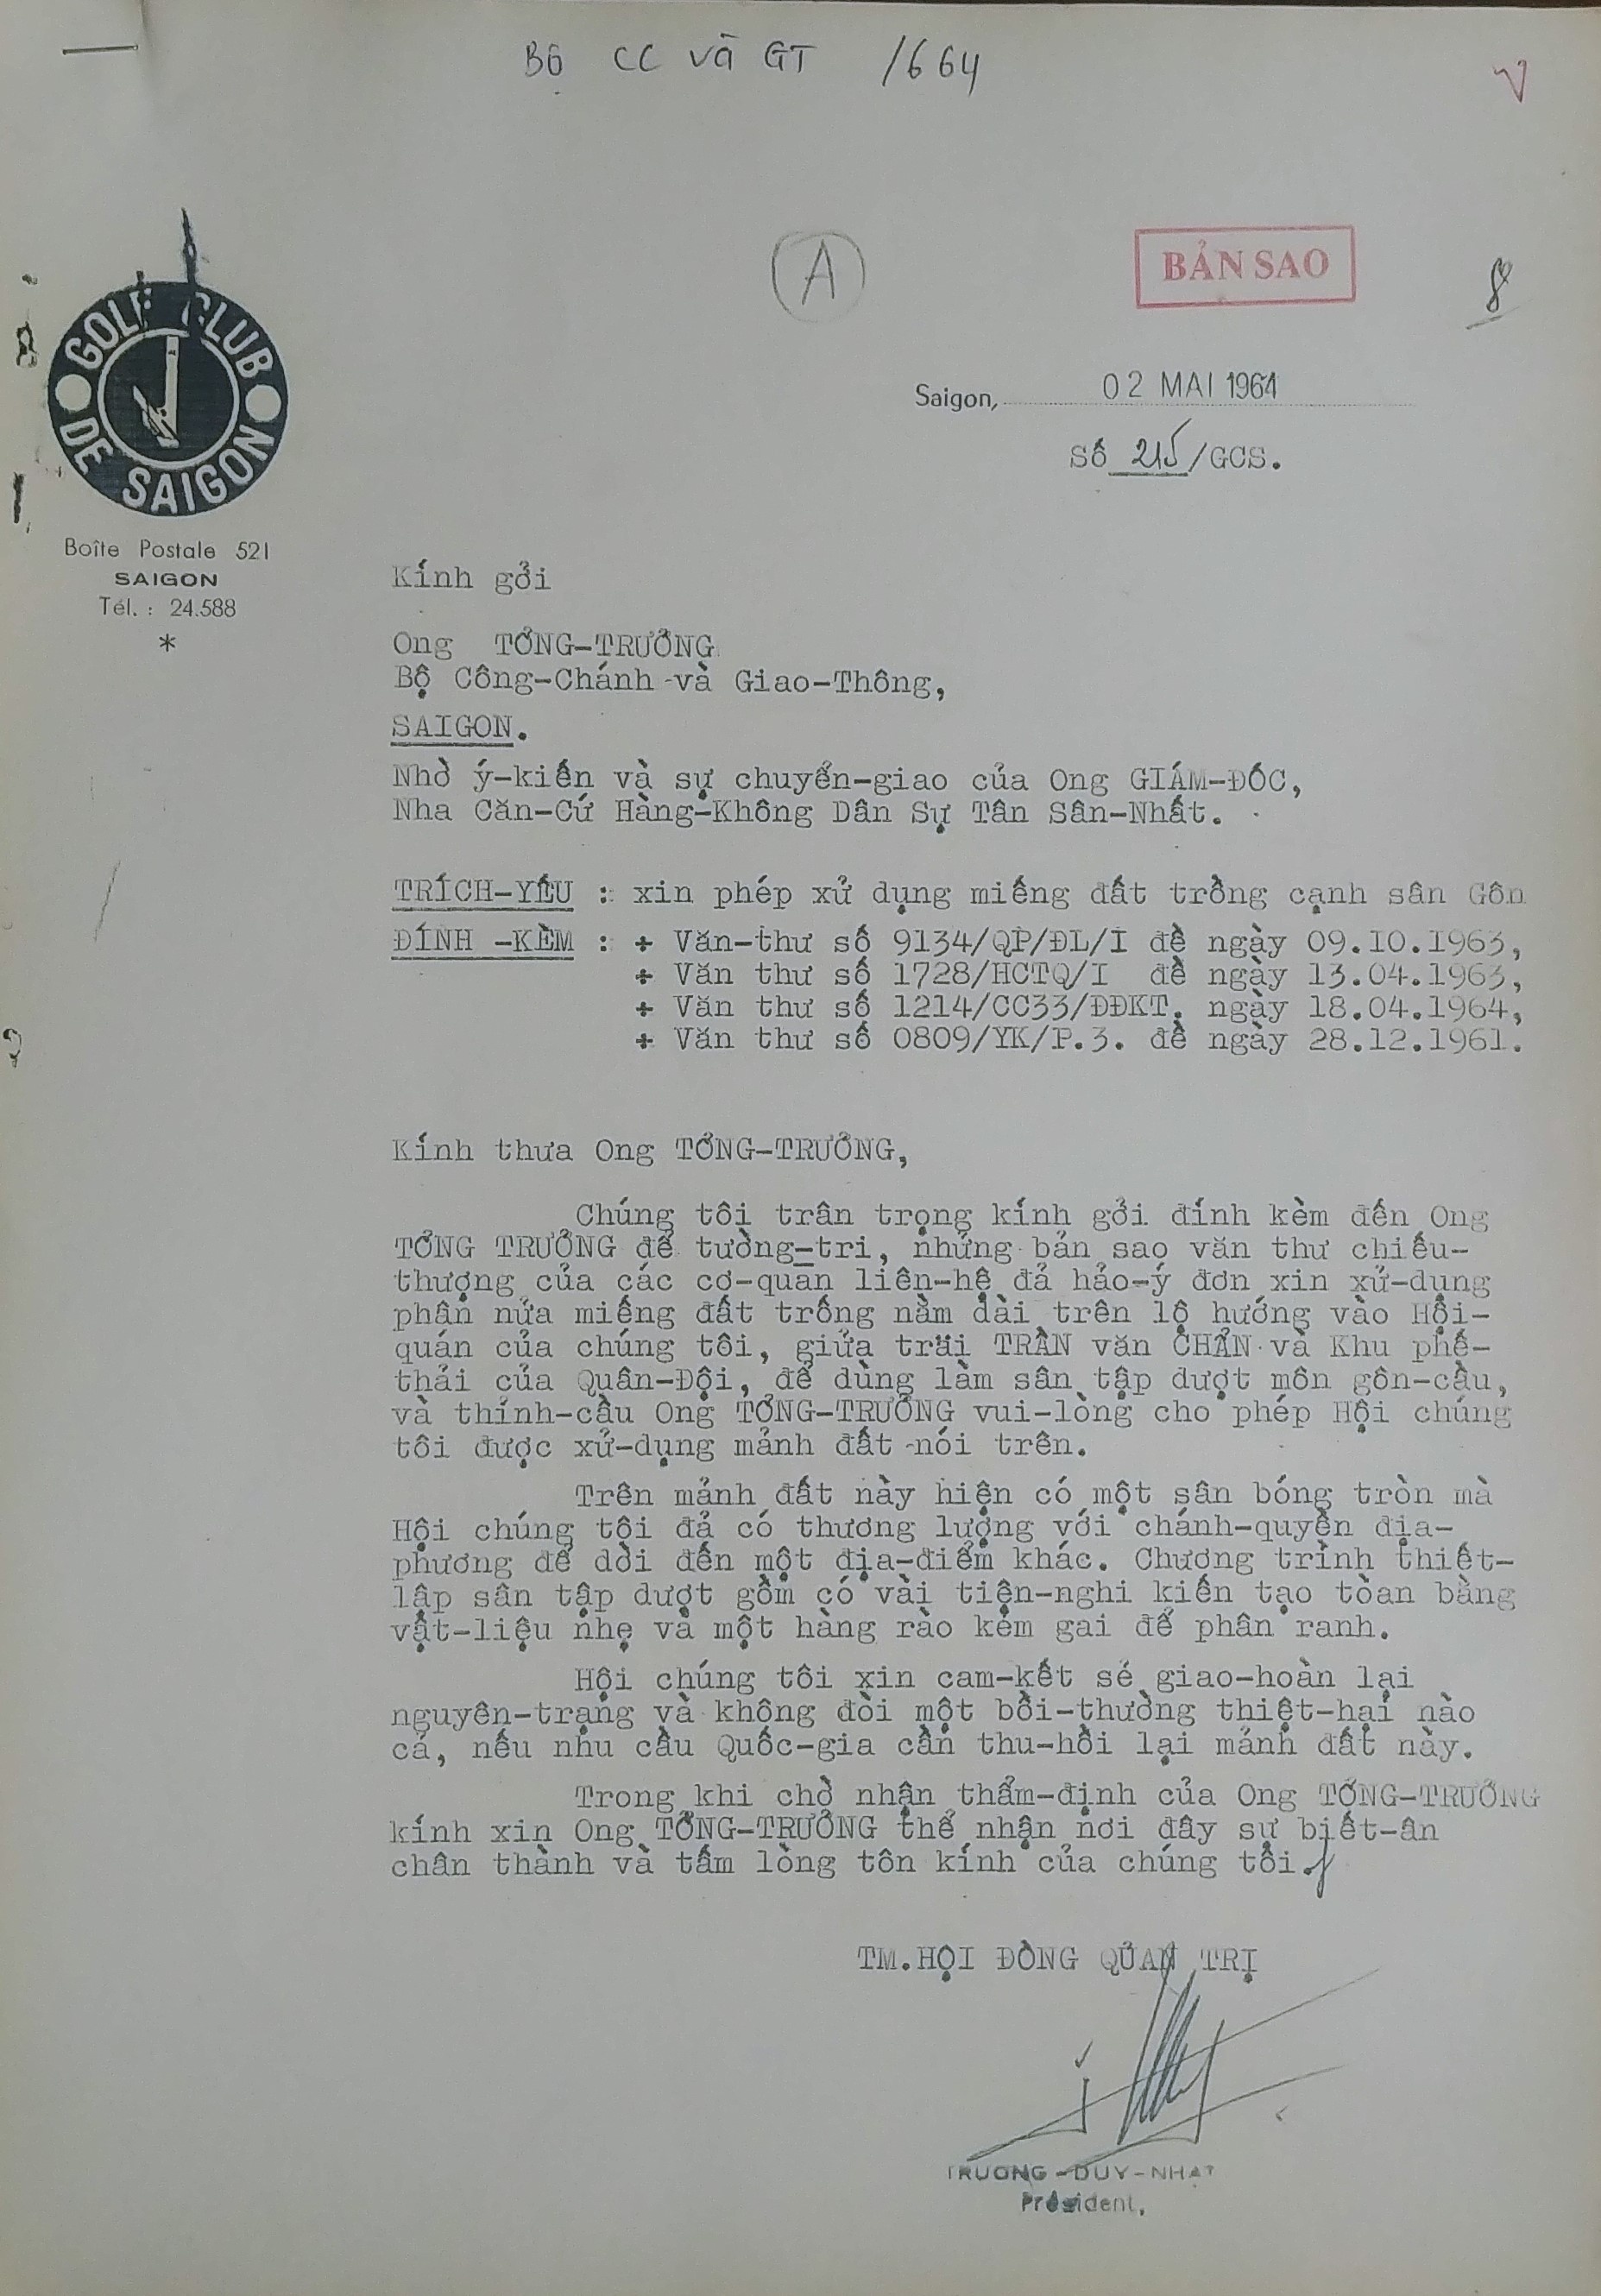 Bộ CC và GT /664
A
BẢN SAO
8
GOLF CLUB
DE SAIGON
Saigon, 02 MAI 1964
Số 215/GCS.
Boîte Postale 521
SAIGON
Tél. : 24.588
*
Kính gởi
Ong TỔNG-TRƯỞNG
Bộ Công-Chánh và Giao-Thông,
SAIGON.
Nhờ ý-kiến và sự chuyển-giao của Ong GIÁM-ĐỐC,
Nha Căn-Cứ Hàng-Không Dân Sự Tân Sân-Nhất.
TRÍCH-YẾU : xin phép xử dụng miếng đất trồng cạnh sân Gôn
ĐÍNH -KÈM : + Văn-thư số 9134/QP/ĐL/I đề ngày 09.IO.1963,
+ Văn thư số 1728/HCTQ/I đề ngày 13.04.1963,
+ Văn thư số 1214/CC33/ĐĐKT. ngày 18.04.1964,
+ Văn thư số 0809/YK/P.3. đề ngày 28.12.1961.
Kính thưa Ong TỔNG-TRƯỞNG,
Chúng tôi trân trọng kính gởi đính kèm đến Ong
TỔNG TRƯỞNG để tường-tri, nhửng bản sao văn thư chiếu-
thượng của các cơ-quan liên-hệ đả hảo-ý đơn xin xử-dụng
phân nửa miếng đất trống nằm dài trên lộ hướng vào Hội-
quán của chúng tôi, giửa trại TRẦN văn CHẨN và Khu phế-
thải của Quân-Đội, để dùng làm sân tập dượt môn gôn-cầu,
và thỉnh-cầu Ong TỔNG-TRƯỞNG vui-lòng cho phép Hội chúng
tôi được xử-dụng mảnh đất nói trên.
Trên mảnh đất này hiện có một sân bóng tròn mà
Hội chúng tôi đả có thương lượng với chánh-quyền địa-
phương để dời đến một địa-điểm khác. Chương trình thiết-
lập sân tập dượt gồm có vài tiện-nghi kiến tạo tòan bằng
vật-liệu nhẹ và một hàng rào kẻm gai để phân ranh.
Hội chúng tôi xin cam-kết sẻ giao-hoàn lại
nguyên-trạng và không đòi một bồi-thường thiệt-hại nào
cả, nếu nhu cầu Quốc-gia cần thu-hồi lại mảnh đất này.
Trong khi chờ nhận thẩm-định của Ong TỔNG-TRƯỞNG
kính xin Ong TỔNG-TRƯỞNG thể nhận nơi đây sự biết-ân
chân thành và tấm lòng tôn kính của chúng tôi.
TM.HỘI ĐỒNG QUẢN TRỊ
TRUONG-DUY-NHAT
Président,